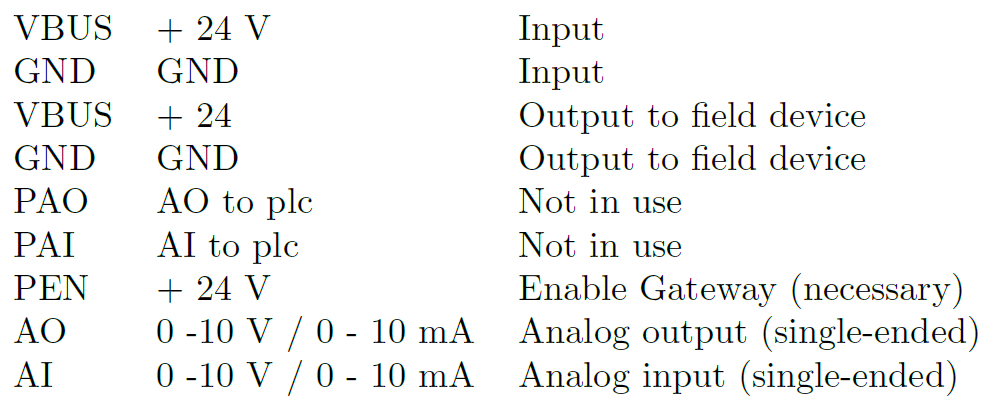 VBUS + 24 V Input
GND GND Input
VBUS + 24 Output to field device
GND GND Output to field device
PAO AO to plc Not in use
PAI AI to plc Not in use
PEN + 24 V Enable Gateway (necessary)
AO 0 -10 V / 0 - 10 mA Analog output (single-ended)
AI 0 -10 V / 0 - 10 mA Analog input (single-ended)